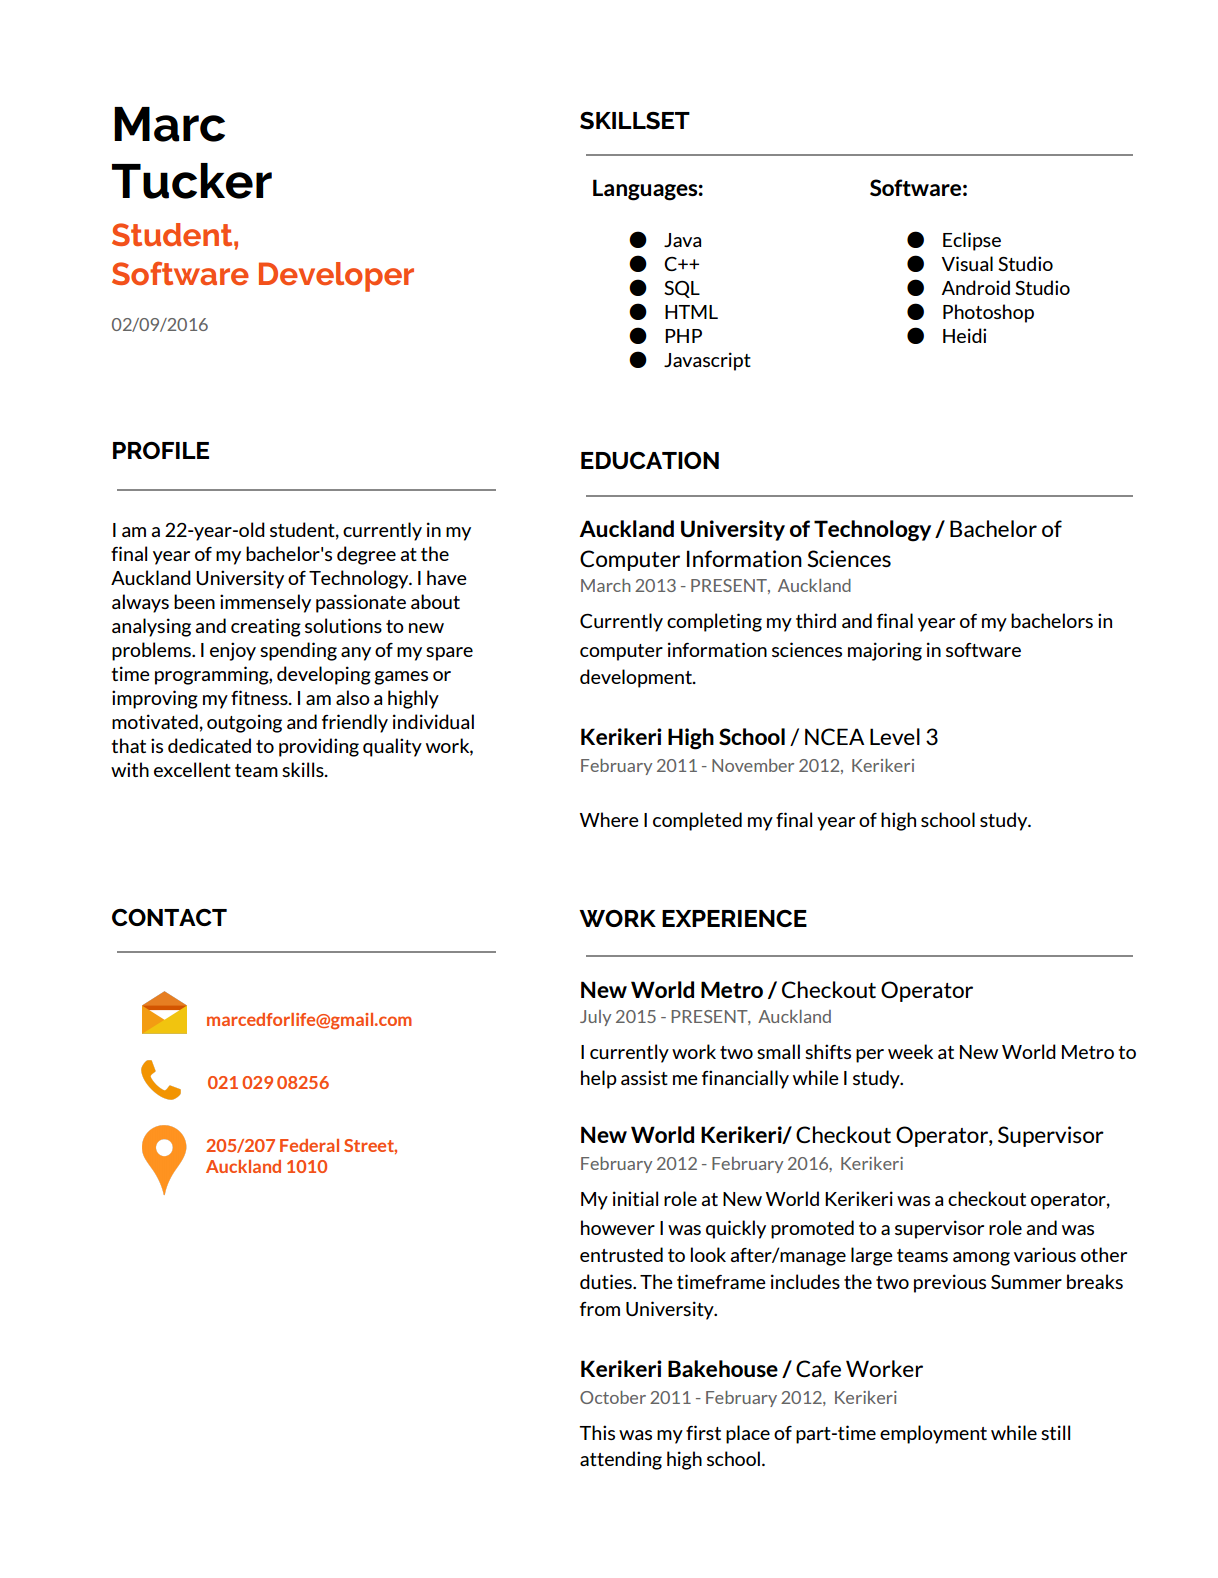 Marc
Tucker
Student,
Software Developer
02/09/2016
PROFILE
I am a 22-year-old student, currently in my
final year of my bachelor's degree at the
Auckland University of Technology. I have
always been immensely passionate about
analysing and creating solutions to new
problems. I enjoy spending any of my spare
time programming, developing games or
improving my fitness. I am also a highly
motivated, outgoing and friendly individual
that is dedicated to providing quality work,
with excellent team skills.
CONTACT
marcedforlife@gmail.com
021 029 08256
205/207 Federal Street,
Auckland 1010
SKILLSET
Languages:
● Java
● C++
● SQL
● HTML
● PHP
● Javascript
Software:
● Eclipse
● Visual Studio
● Android Studio
● Photoshop
● Heidi
EDUCATION
Auckland University of Technology / Bachelor of
Computer Information Sciences
March 2013 - PRESENT, Auckland
Currently completing my third and final year of my bachelors in
computer information sciences majoring in software
development.
Kerikeri High School / NCEA Level 3
February 2011 - November 2012, Kerikeri
Where I completed my final year of high school study.
WORK EXPERIENCE
New World Metro / Checkout Operator
July 2015 - PRESENT, Auckland
I currently work two small shifts per week at New World Metro to
help assist me financially while I study.
New World Kerikeri/ Checkout Operator, Supervisor
February 2012 - February 2016, Kerikeri
My initial role at New World Kerikeri was a checkout operator,
however I was quickly promoted to a supervisor role and was
entrusted to look after/manage large teams among various other
duties. The timeframe includes the two previous Summer breaks
from University.
Kerikeri Bakehouse / Cafe Worker
October 2011 - February 2012, Kerikeri
This was my first place of part-time employment while still
attending high school.